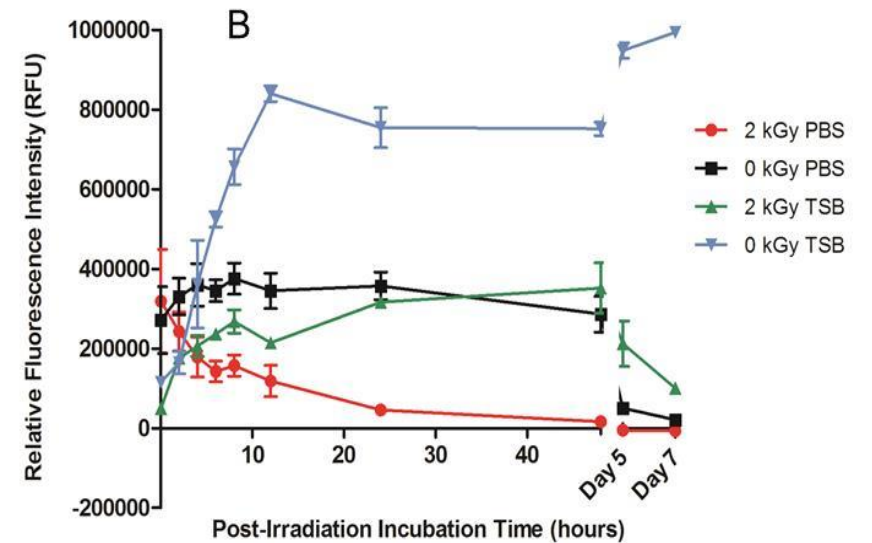 B
Relative Fluorescence Intensity (RFU)
1000000
800000
600000
400000
200000
0
-200000
10
20
30
40
Day 5
Day 7
Post-Irradiation Incubation Time (hours)
2 kGy PBS
0 kGy PBS
2 kGy TSB
0 kGy TSB